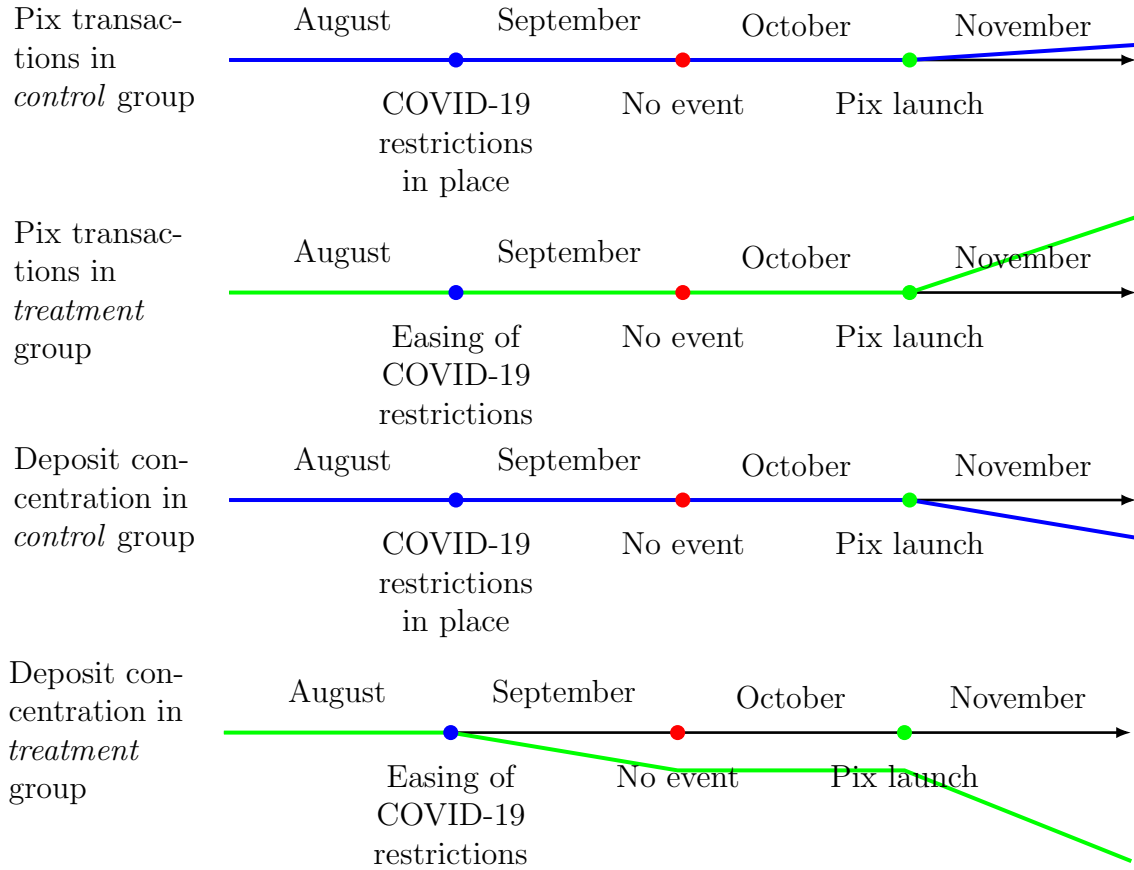 Pix transac-
tions in
control group
August
September
October
November
COVID-19
restrictions
in place
No event
Pix launch
Pix transac-
tions in
treatment
group
August
September
October
November
Easing of
COVID-19
restrictions
No event
Pix launch
Deposit con-
centration in
control group
August
September
October
November
COVID-19
restrictions
in place
No event
Pix launch
Deposit con-
centration in
treatment
group
August
September
October
November
Easing of
COVID-19
restrictions
No event
Pix launch